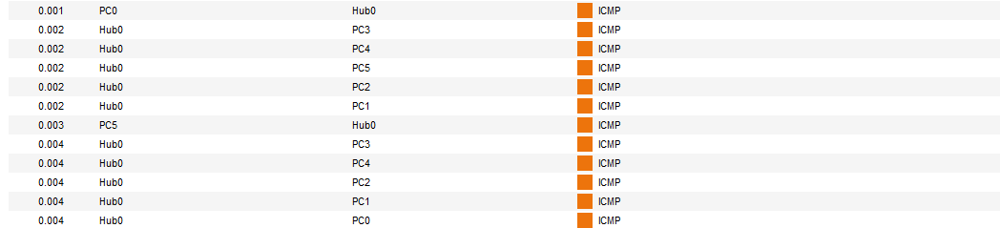 0.001 PC0 Hub0 ICMP
0.002 Hub0 PC3 ICMP
0.002 Hub0 PC4 ICMP
0.002 Hub0 PC5 ICMP
0.002 Hub0 PC2 ICMP
0.002 Hub0 PC1 ICMP
0.003 PC5 Hub0 ICMP
0.004 Hub0 PC3 ICMP
0.004 Hub0 PC4 ICMP
0.004 Hub0 PC2 ICMP
0.004 Hub0 PC1 ICMP
0.004 Hub0 PC0 ICMP